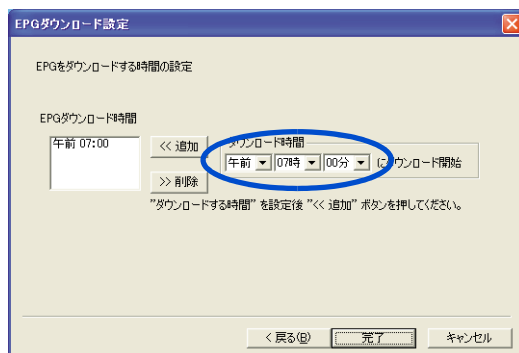 EPGダウンロード設定
EPGをダウンロードする時間の設定
EPGダウンロード時間
午前 07:00
<< 追加
>> 削除
ダウンロード時間
午前 07時 00分 にダウンロード開始
"ダウンロードする時間" を設定後 "<< 追加" ボタンを押してください。
< 戻る(B) 完了 キャンセル